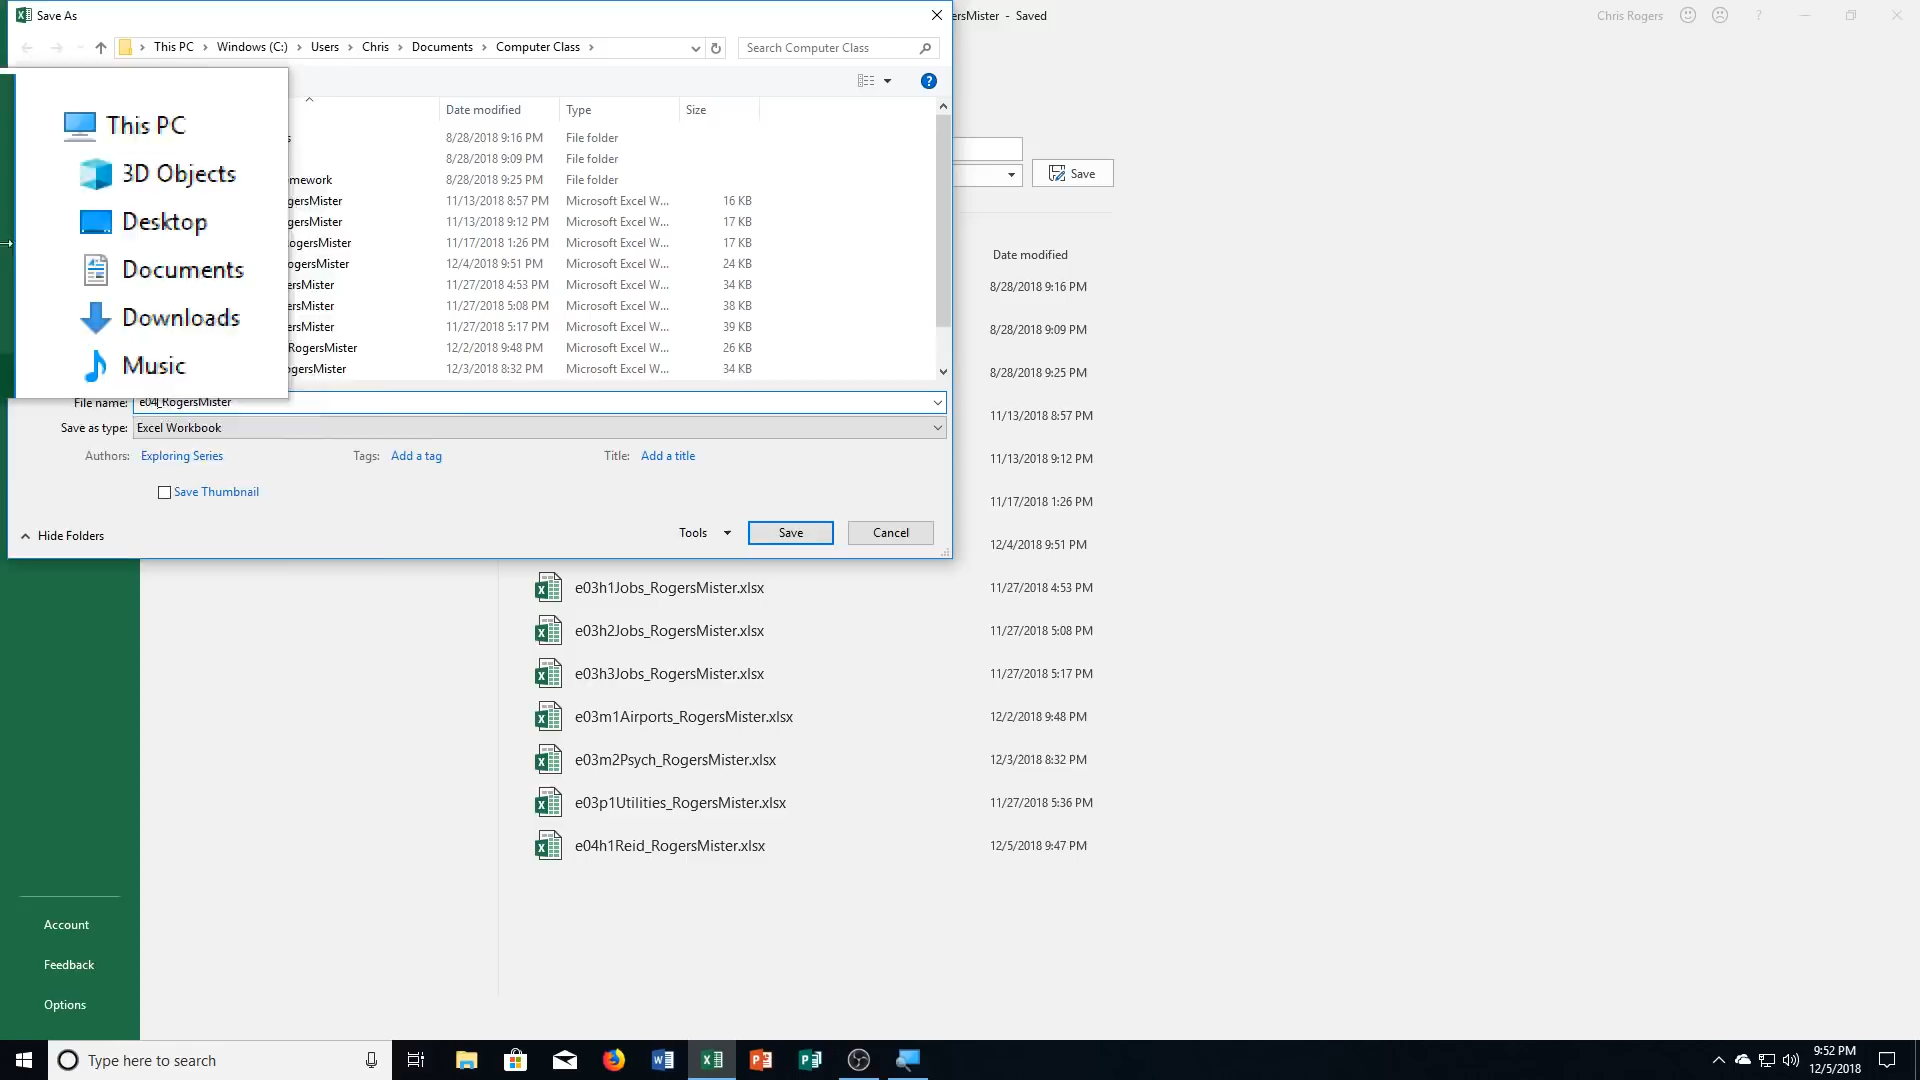 Save As
ersMister - Saved
Chris Rogers
?
This PC > Windows (C:) > Users > Chris > Documents > Computer Class >
Search Computer Class
?
This PC
3D Objects
Desktop
Documents
Downloads
Music
Date modified Type Size
s 8/28/2018 9:16 PM File folder
8/28/2018 9:09 PM File folder
mework 8/28/2018 9:25 PM File folder
gersMister 11/13/2018 8:57 PM Microsoft Excel W... 16 KB
gersMister 11/13/2018 9:12 PM Microsoft Excel W... 17 KB
ogersMister 11/17/2018 1:26 PM Microsoft Excel W... 17 KB
ogersMister 12/4/2018 9:51 PM Microsoft Excel W... 24 KB
ersMister 11/27/2018 4:53 PM Microsoft Excel W... 34 KB
ersMister 11/27/2018 5:08 PM Microsoft Excel W... 38 KB
ersMister 11/27/2018 5:17 PM Microsoft Excel W... 39 KB
RogersMister 12/2/2018 9:48 PM Microsoft Excel W... 26 KB
ogersMister 12/3/2018 8:32 PM Microsoft Excel W... 34 KB
File name: e04_RogersMister
Save as type: Excel Workbook
Authors: Exploring Series Tags: Add a tag Title: Add a title
Save Thumbnail
Hide Folders
Tools Save Cancel
Save
Date modified
8/28/2018 9:16 PM
8/28/2018 9:09 PM
8/28/2018 9:25 PM
11/13/2018 8:57 PM
11/13/2018 9:12 PM
11/17/2018 1:26 PM
12/4/2018 9:51 PM
e03h1Jobs_RogersMister.xlsx 11/27/2018 4:53 PM
e03h2Jobs_RogersMister.xlsx 11/27/2018 5:08 PM
e03h3Jobs_RogersMister.xlsx 11/27/2018 5:17 PM
e03m1Airports_RogersMister.xlsx 12/2/2018 9:48 PM
e03m2Psych_RogersMister.xlsx 12/3/2018 8:32 PM
e03p1Utilities_RogersMister.xlsx 11/27/2018 5:36 PM
e04h1Reid_RogersMister.xlsx 12/5/2018 9:47 PM
Account
Feedback
Options
Type here to search
9:52 PM
12/5/2018